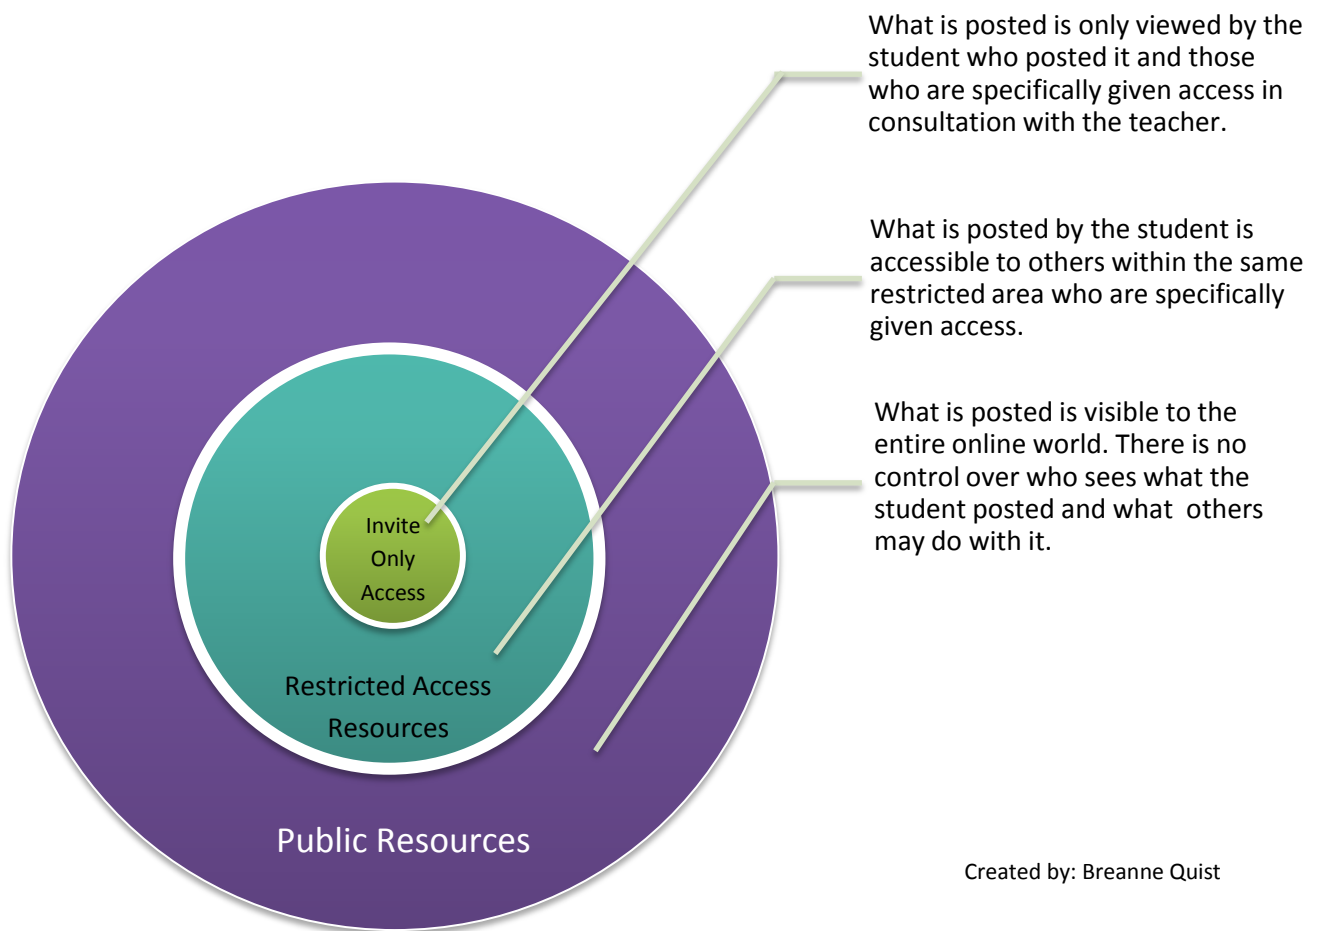 What is posted is only viewed by the
student who posted it and those
who are specifically given access in
consultation with the teacher.
What is posted by the student is
accessible to others within the same
restricted area who are specifically
given access.
What is posted is visible to the
entire online world. There is no
control over who sees what the
student posted and what  others
may do with it.
Invite
Only
Access
Restricted Access
Resources
Public Resources
Created by: Breanne Quist